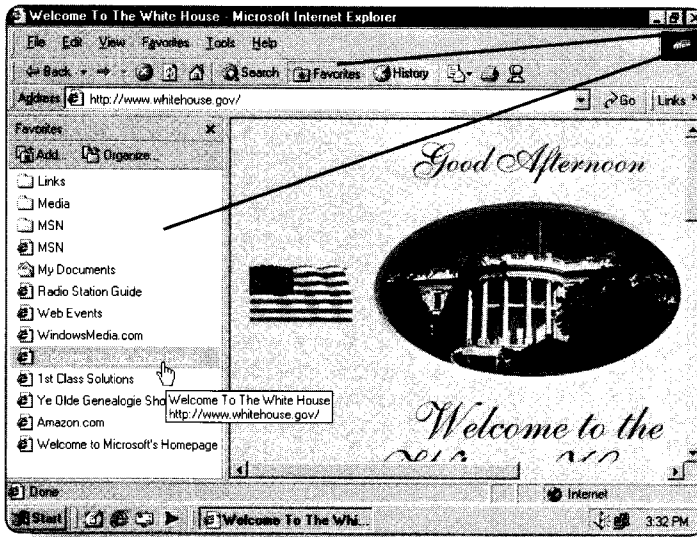 Welcome To The White House - Microsoft Internet Explorer
File Edit View Favorites Tools Help
Back Search Favorites History
Address http://www.whitehouse.gov/ Go Links
Favorites
Add... Organize...
Links
Media
MSN
MSN
My Documents
Radio Station Guide
Web Events
WindowsMedia.com
1st Class Solutions
Ye Olde Genealogie Sho
Amazon.com
Welcome to Microsoft's Homepage
Welcome To The White House
http://www.whitehouse.gov/
Good Afternoon
Welcome to the
Done Internet
Start Welcome To The Whi... 3:32 PM